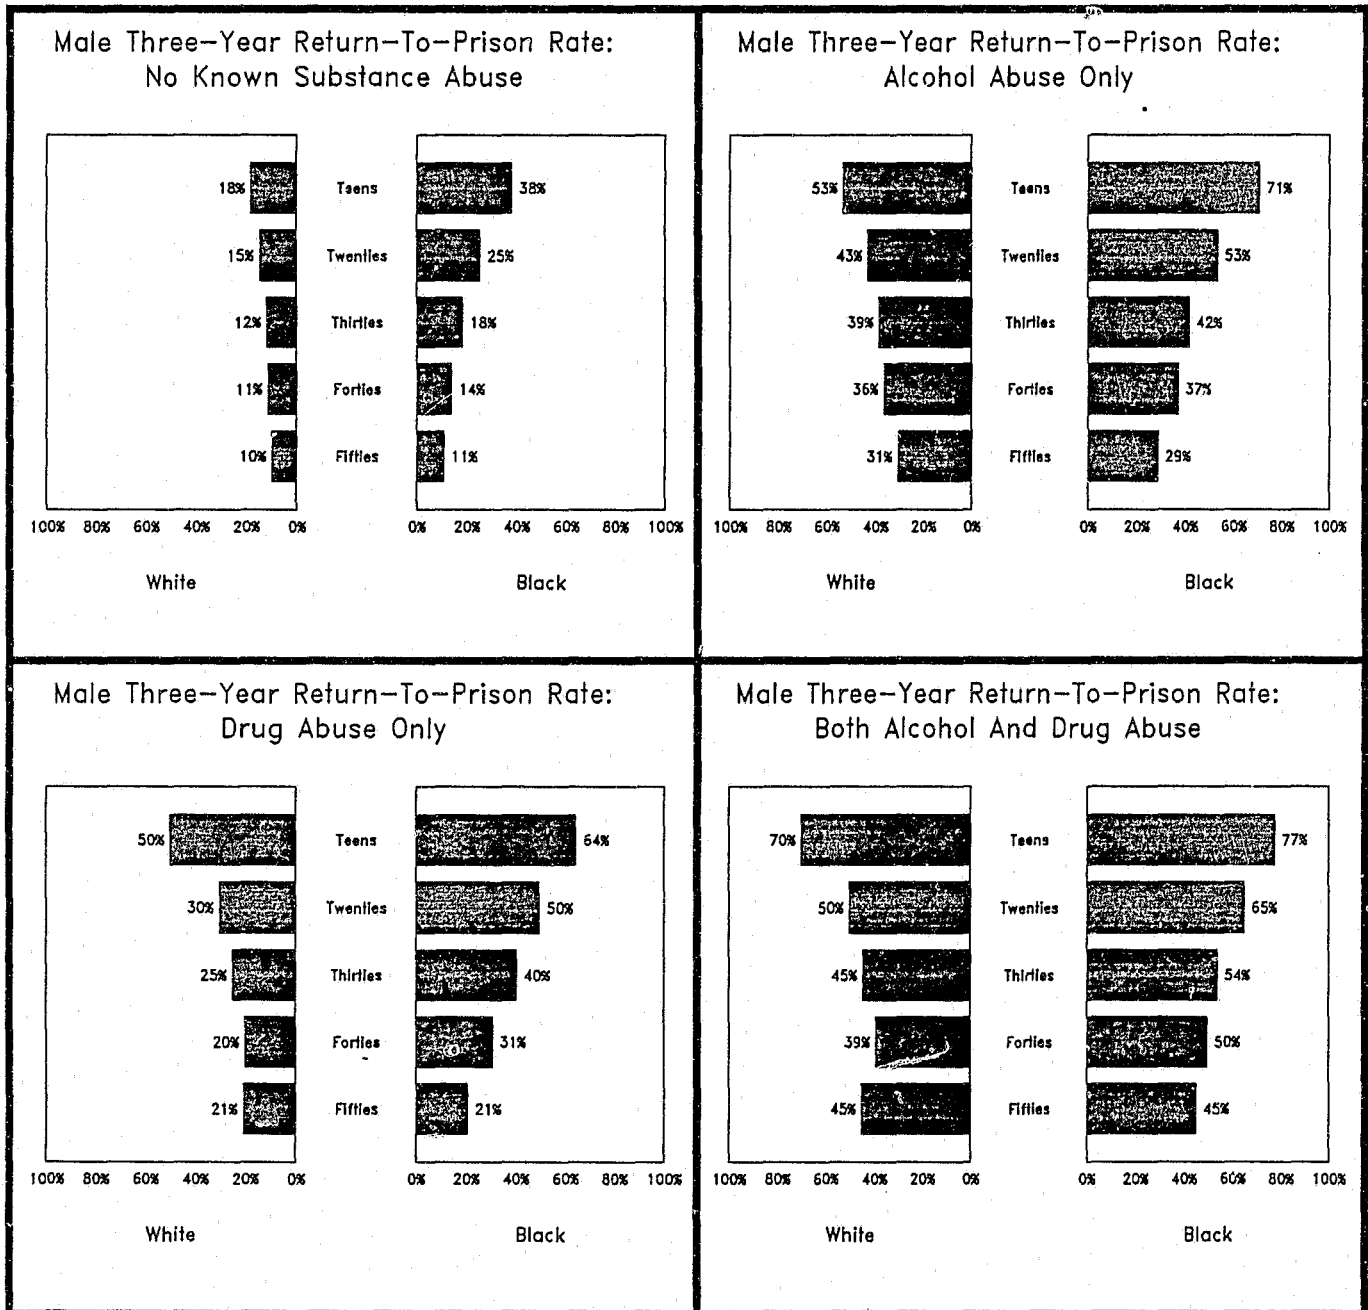 Male Three-Year Return-To-Prison Rate:
No Known Substance Abuse
18% Teens 38%
15% Twenties 25%
12% Thirties 18%
11% Forties 14%
10% Fifties 11%
100% 80% 60% 40% 20% 0% 0% 20% 40% 60% 80% 100%
White Black
Male Three-Year Return-To-Prison Rate:
Alcohol Abuse Only
53% Teens 71%
43% Twenties 53%
39% Thirties 42%
36% Forties 37%
31% Fifties 29%
100% 80% 60% 40% 20% 0% 0% 20% 40% 60% 80% 100%
White Black
Male Three-Year Return-To-Prison Rate:
Drug Abuse Only
50% Teens 64%
30% Twenties 50%
25% Thirties 40%
20% Forties 31%
21% Fifties 21%
100% 80% 60% 40% 20% 0% 0% 20% 40% 60% 80% 100%
White Black
Male Three-Year Return-To-Prison Rate:
Both Alcohol And Drug Abuse
70% Teens 77%
50% Twenties 65%
45% Thirties 54%
39% Forties 50%
45% Fifties 45%
100% 80% 60% 40% 20% 0% 0% 20% 40% 60% 80% 100%
White Black